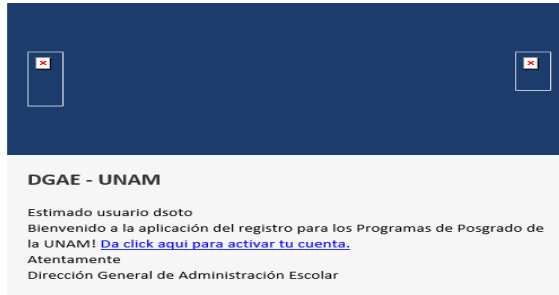 DGAE - UNAM
Estimado usuario dsoto
Bienvenido a la aplicación del registro para los Programas de Posgrado de
la UNAM! Da click aqui para activar tu cuenta.
Atentamente
Dirección General de Administración Escolar